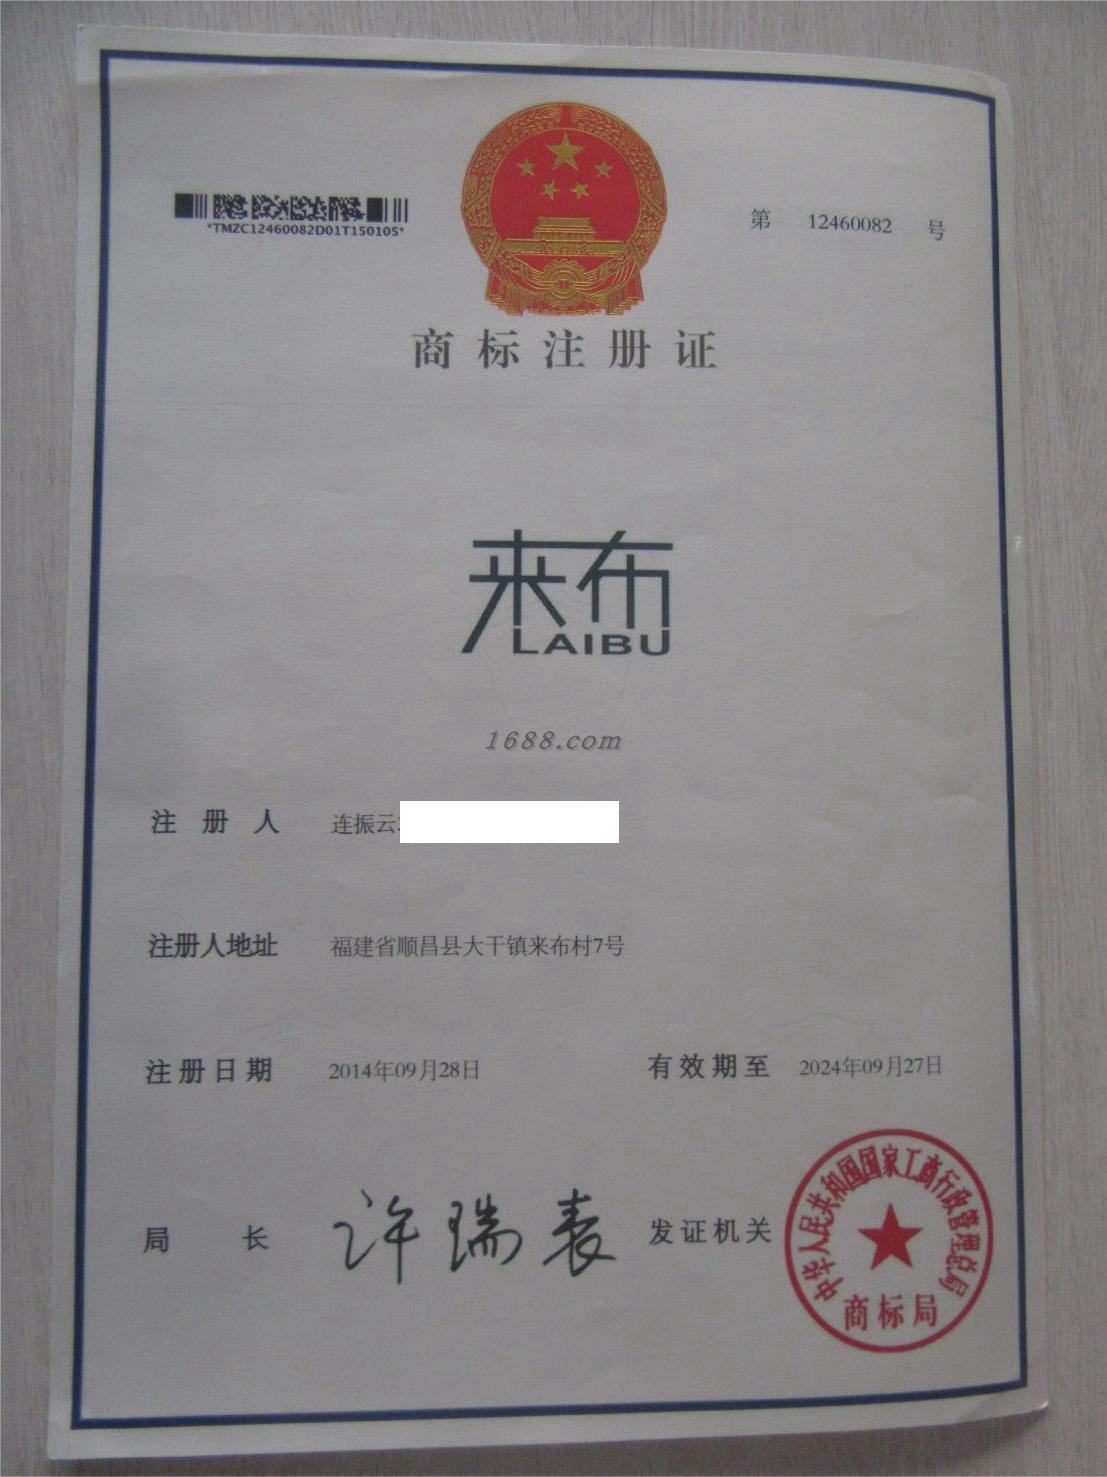 *TMZC12460082D01T150105*
第 12460082 号
商标注册证
来布
LAIBU
1688.com
注册人 连振云
注册人地址 福建省顺昌县大干镇来布村7号
注册日期 2014年09月28日 有效期至 2024年09月27日
局长 许瑞表 发证机关
中华人民共和国国家工商行政管理总局
商标局